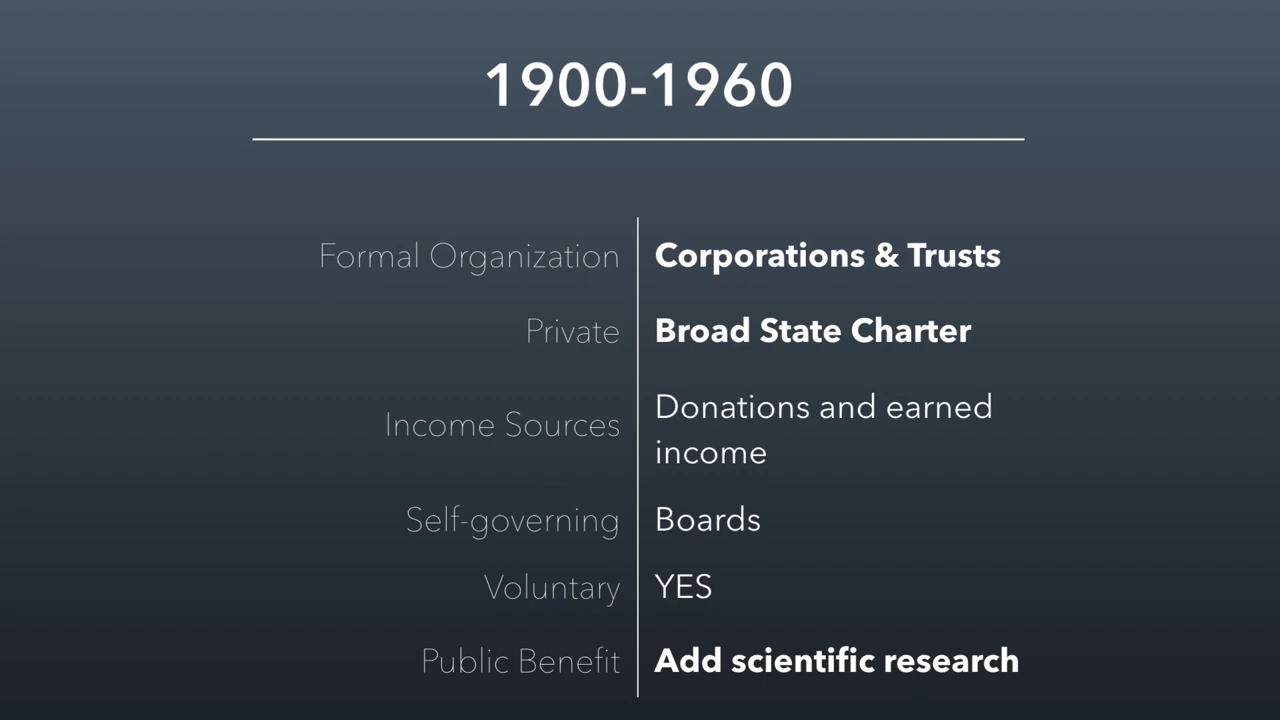 1900-1960
Formal Organization Corporations & Trusts
Private Broad State Charter
Income Sources Donations and earned
income
Self-governing Boards
Voluntary YES
Public Benefit Add scientific research